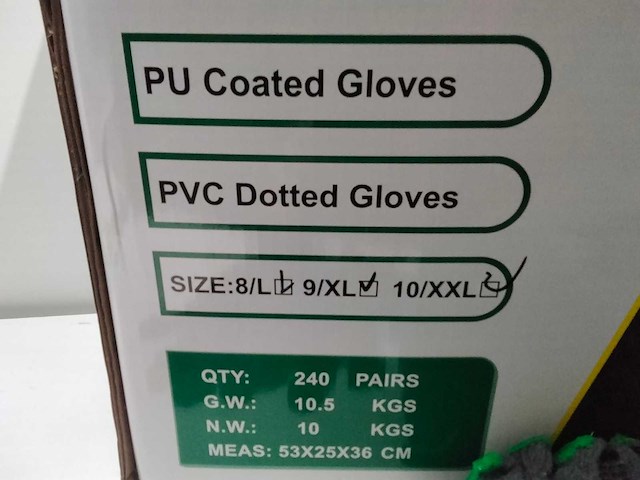 PU Coated Gloves
PVC Dotted Gloves
SIZE:8/L 9/XL 10/XXL
QTY: 240 PAIRS
G.W.: 10.5 KGS
N.W.: 10 KGS
MEAS: 53X25X36 CM